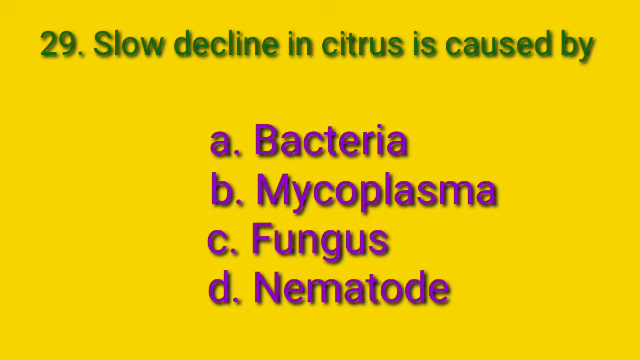 29. Slow decline in citrus is caused by
a. Bacteria
b. Mycoplasma
c. Fungus
d. Nematode